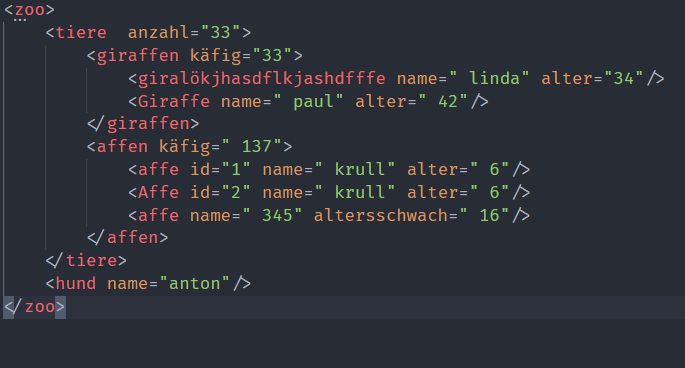 <zoo>
<tiere  anzahl="33">
<giraffen käfig="33">
<giralökjhasdflkjashdfffe name=" linda" alter="34"/>
<Giraffe name=" paul" alter=" 42"/>
</giraffen>
<affen käfig=" 137">
<affe id="1" name=" krull" alter=" 6"/>
<Affe id="2" name=" krull" alter=" 6"/>
<affe name=" 345" altersschwach=" 16"/>
</affen>
</tiere>
<hund name="anton"/>
</zoo>